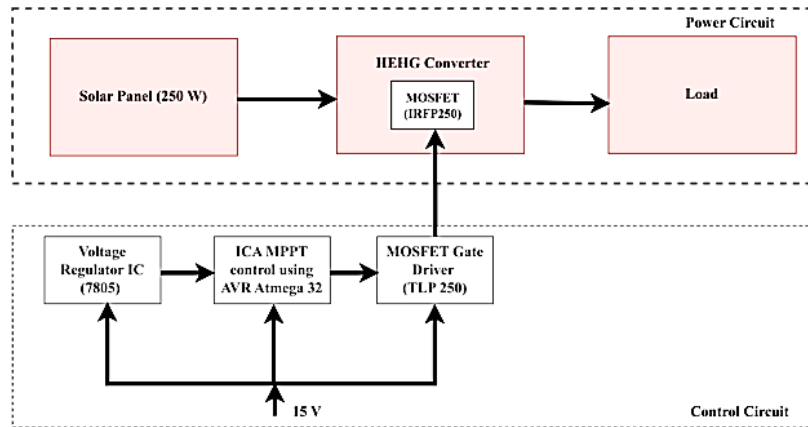 Power Circuit
Solar Panel (250 W)
HEHG Converter
MOSFET
(IRFP250)
Load
Voltage
Regulator IC
(7805)
ICA MPPT
control using
AVR Atmega 32
MOSFET Gate
Driver
(TLP 250)
15 V
Control Circuit